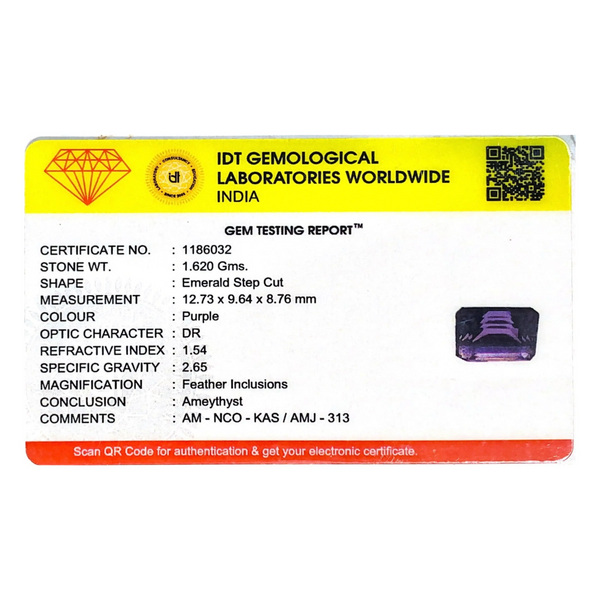 IDT GEMOLOGICAL
LABORATORIES WORLDWIDE
INDIA
GEM TESTING REPORT™
CERTIFICATE NO. : 1186032
STONE WT. : 1.620 Gms.
SHAPE : Emerald Step Cut
MEASUREMENT : 12.73 x 9.64 x 8.76 mm
COLOUR : Purple
OPTIC CHARACTER : DR
REFRACTIVE INDEX : 1.54
SPECIFIC GRAVITY : 2.65
MAGNIFICATION : Feather Inclusions
CONCLUSION : Ameythyst
COMMENTS : AM - NCO - KAS / AMJ - 313
Scan QR Code for authentication & get your electronic certificate.